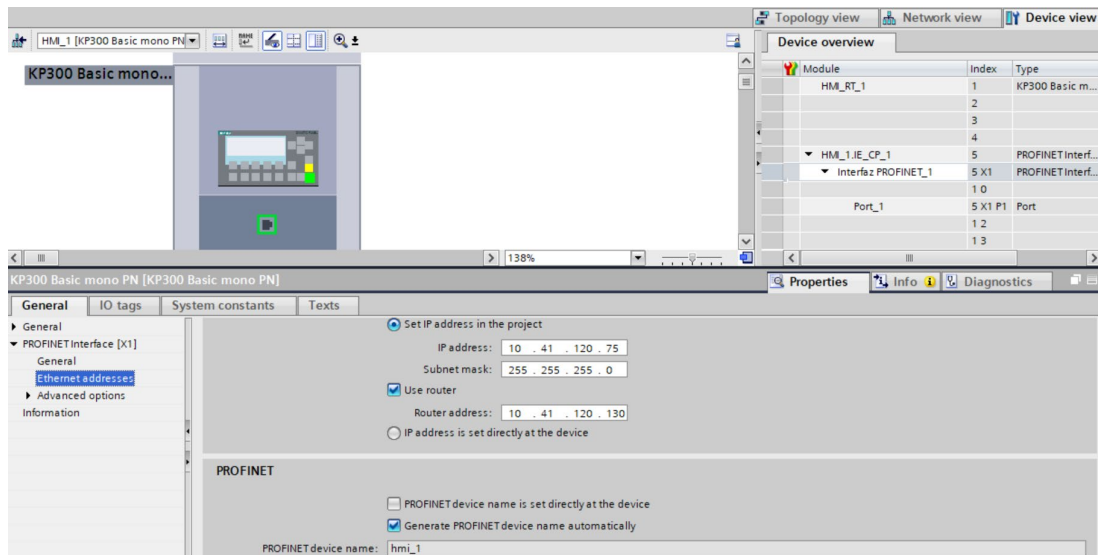 Topology view Network view Device view
HMI_1 [KP300 Basic mono PN]
Device overview
KP300 Basic mono...
Module Index Type
HMI_RT_1 1 KP300 Basic m...
2
3
4
HMI_1.IE_CP_1 5 PROFINET Interf...
Interfaz PROFINET_1 5 X1 PROFINET Interf...
1 0
Port_1 5 X1 P1 Port
1 2
1 3
138%
KP300 Basic mono PN [KP300 Basic mono PN]
Properties Info Diagnostics
General IO tags System constants Texts
General
PROFINET Interface [X1]
General
Ethernet addresses
Advanced options
Information
Set IP address in the project
IP address: 10 . 41 . 120 . 75
Subnet mask: 255 . 255 . 255 . 0
Use router
Router address: 10 . 41 . 120 . 130
IP address is set directly at the device
PROFINET
PROFINET device name is set directly at the device
Generate PROFINET device name automatically
PROFINET device name: hmi_1